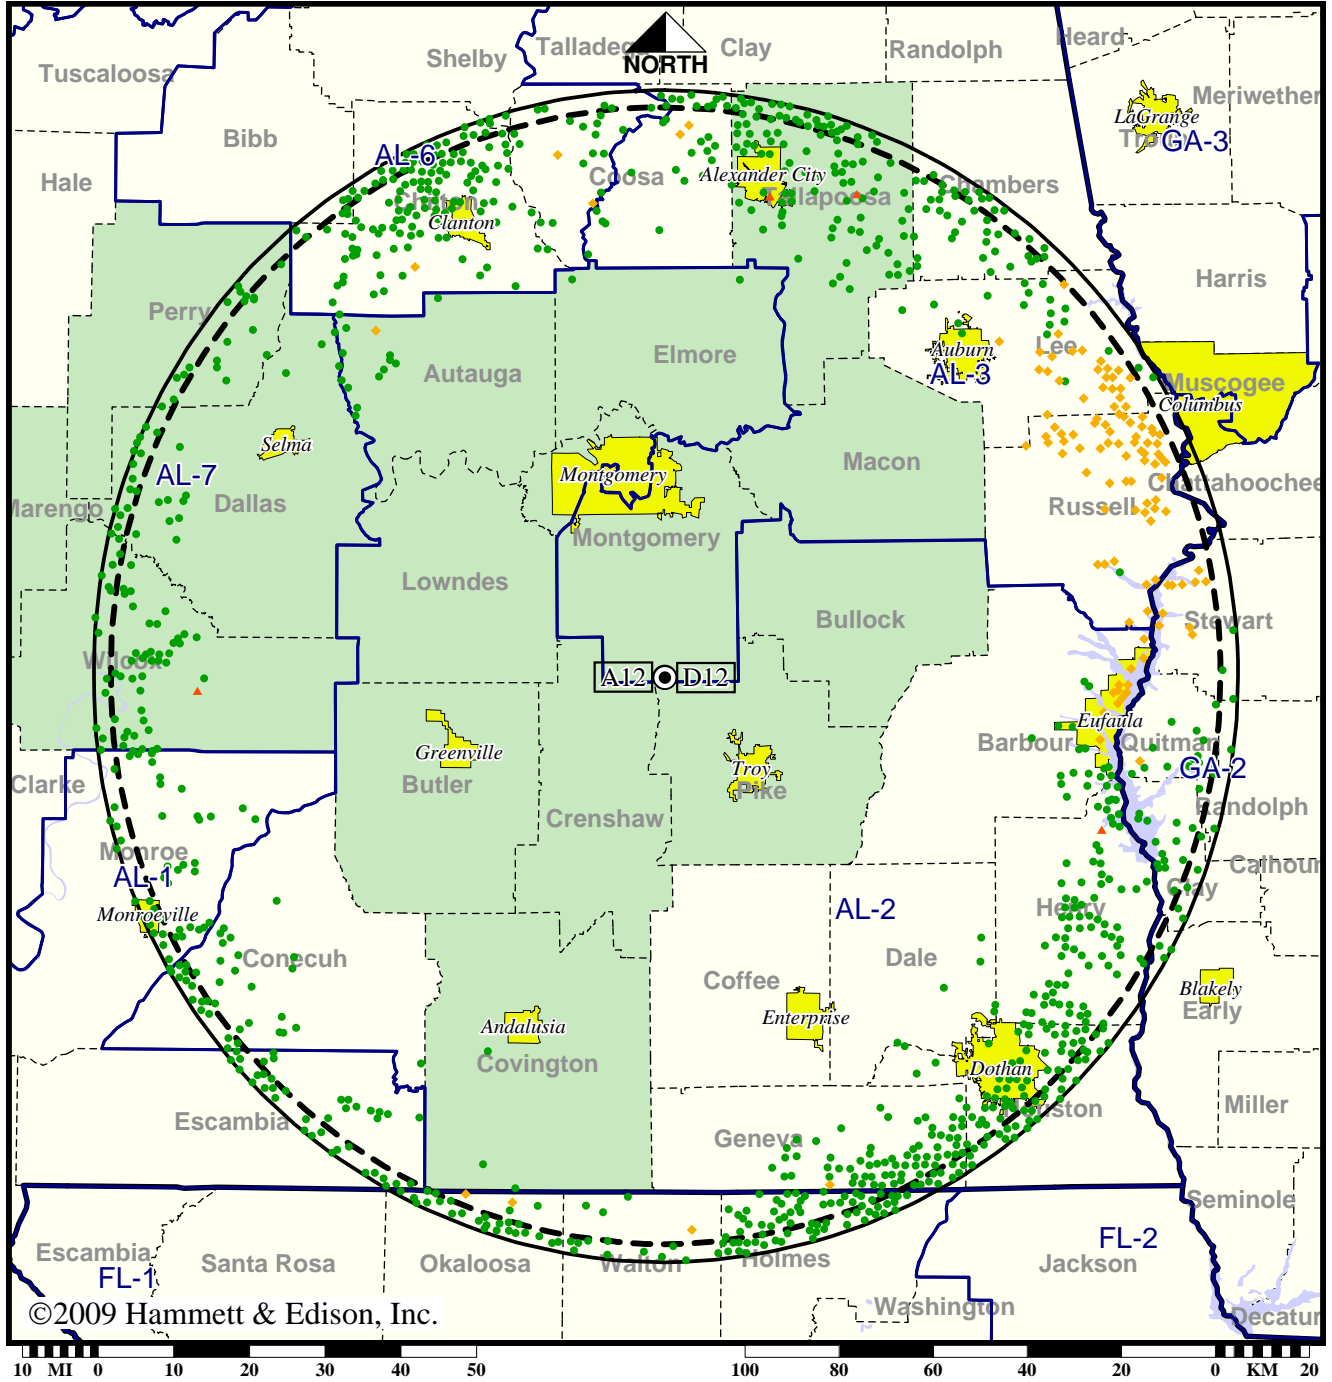 Heard
Talladega
Clay
Randolph
Shelby
NORTH
Tuscaloosa
Meriwether
LaGrange
Troup
GA-3
Bibb
AL-6
Coosa
Alexander City
Tallapoosa
Chambers
Hale
Chilton
Clanton
Harris
Perry
Elmore
Lee
Auburn
AL-3
Autauga
Muscogee
Columbus
Selma
Montgomery
Macon
AL-7
Dallas
Chattahoochee
Marengo
Russell
Montgomery
Lowndes
Bullock
Stewart
Wilcox
A12
D12
Eufaula
Greenville
Barbour
Quitman
Troy
GA-2
Clarke
Butler
Pike
Randolph
Crenshaw
Monroe
Calhoun
AL-1
Clay
Monroeville
AL-2
Henry
Conecuh
Dale
Coffee
Blakely
Early
Enterprise
Andalusia
Covington
Dothan
Houston
Miller
Escambia
Geneva
Seminole
Escambia
FL-1
Santa Rosa
Okaloosa
Walton
Holmes
FL-2
Jackson
Washington
Decatur
©2009 Hammett & Edison, Inc.
10 MI 0 10 20 30 40 50 100 80 60 40 20 0 KM 20